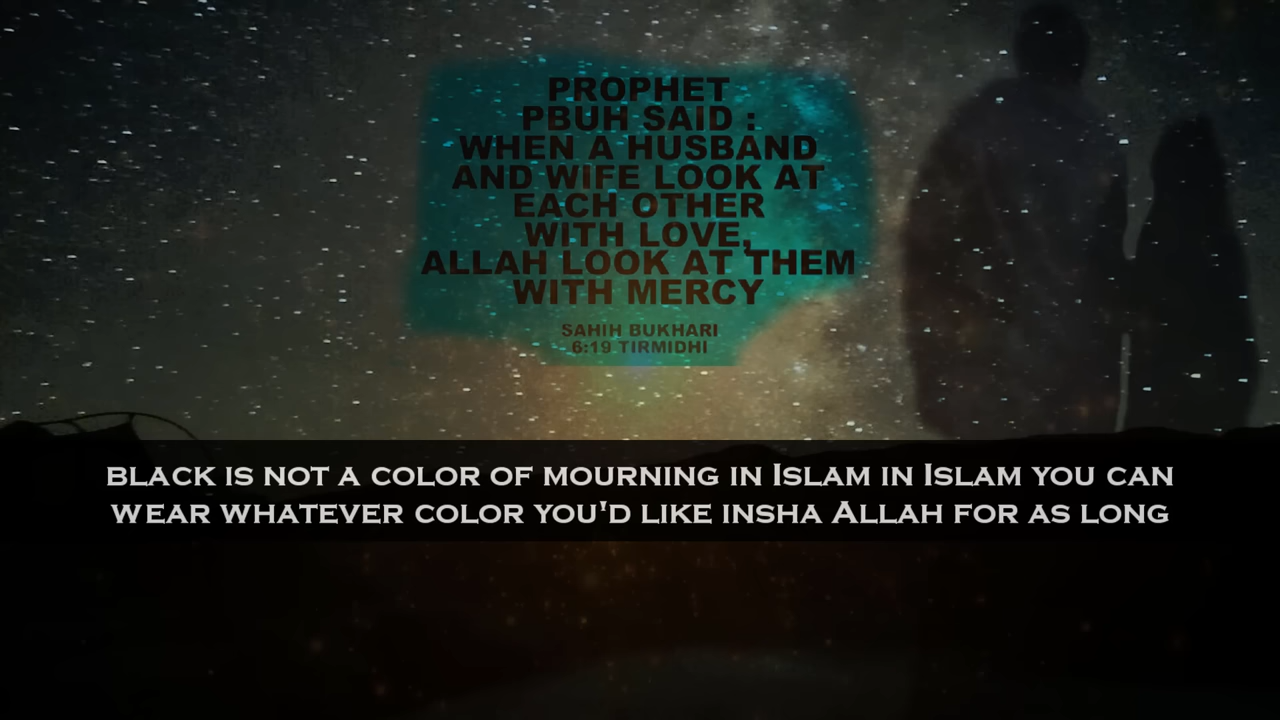 PROPHET
PBUH SAID :
WHEN A HUSBAND
AND WIFE LOOK AT
EACH OTHER
WITH LOVE,
ALLAH LOOK AT THEM
WITH MERCY
SAHIH BUKHARI
6:19 TIRMIDHI
BLACK IS NOT A COLOR OF MOURNING IN ISLAM IN ISLAM YOU CAN
WEAR WHATEVER COLOR YOU'D LIKE INSHA ALLAH FOR AS LONG